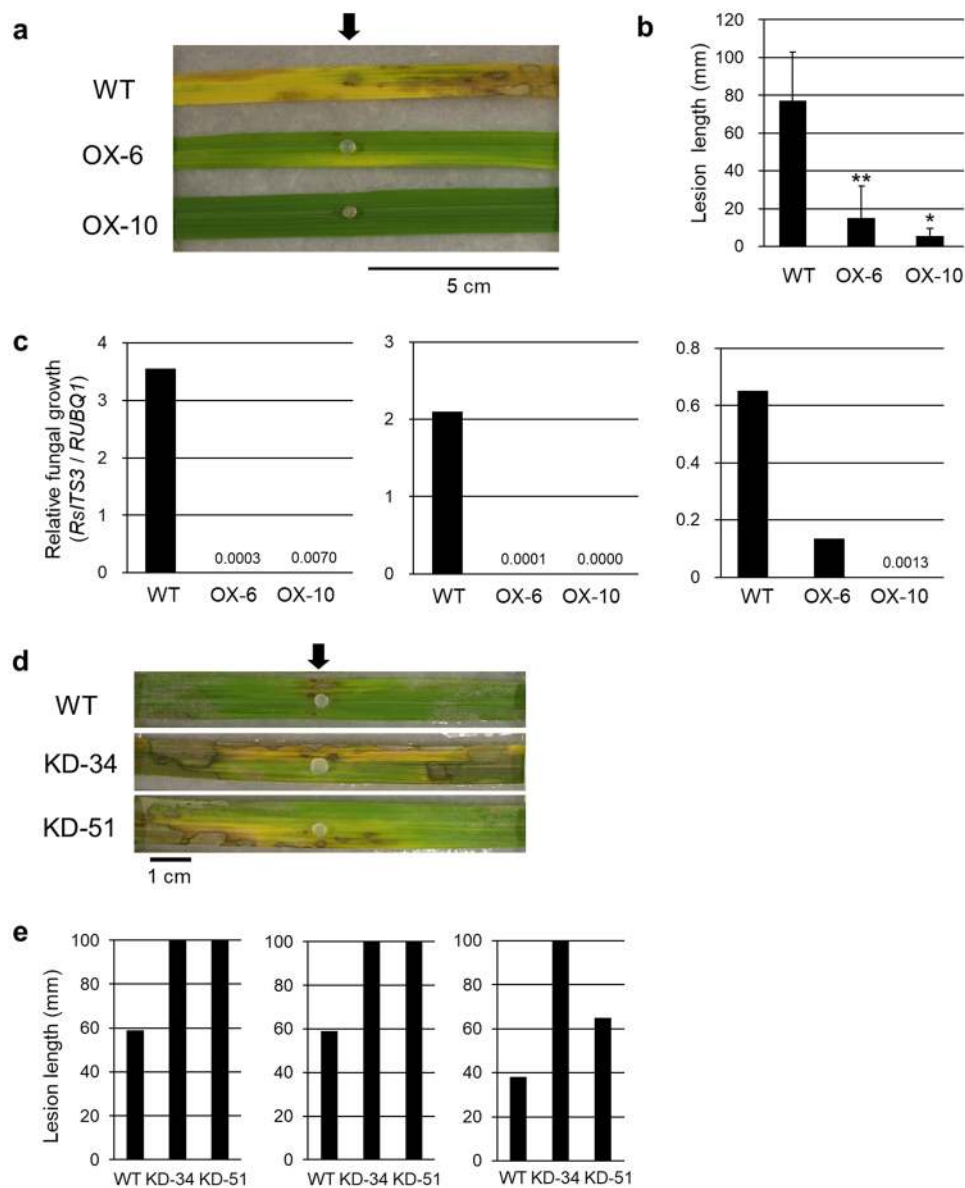 a
WT
OX-6
OX-10
5 cm
b
Lesion length (mm)
120
100
80
60
40
20
0
**
*
WT OX-6 OX-10
c
Relative fungal growth
(RsITS3 / RUBQ1)
4
3
2
1
0
0.0003 0.0070
WT OX-6 OX-10
3
2
1
0
0.0001 0.0000
WT OX-6 OX-10
0.8
0.6
0.4
0.2
0
0.0013
WT OX-6 OX-10
d
WT
KD-34
KD-51
1 cm
e
Lesion length (mm)
100
80
60
40
20
0
WT KD-34 KD-51
100
80
60
40
20
0
WT KD-34 KD-51
100
80
60
40
20
0
WT KD-34 KD-51